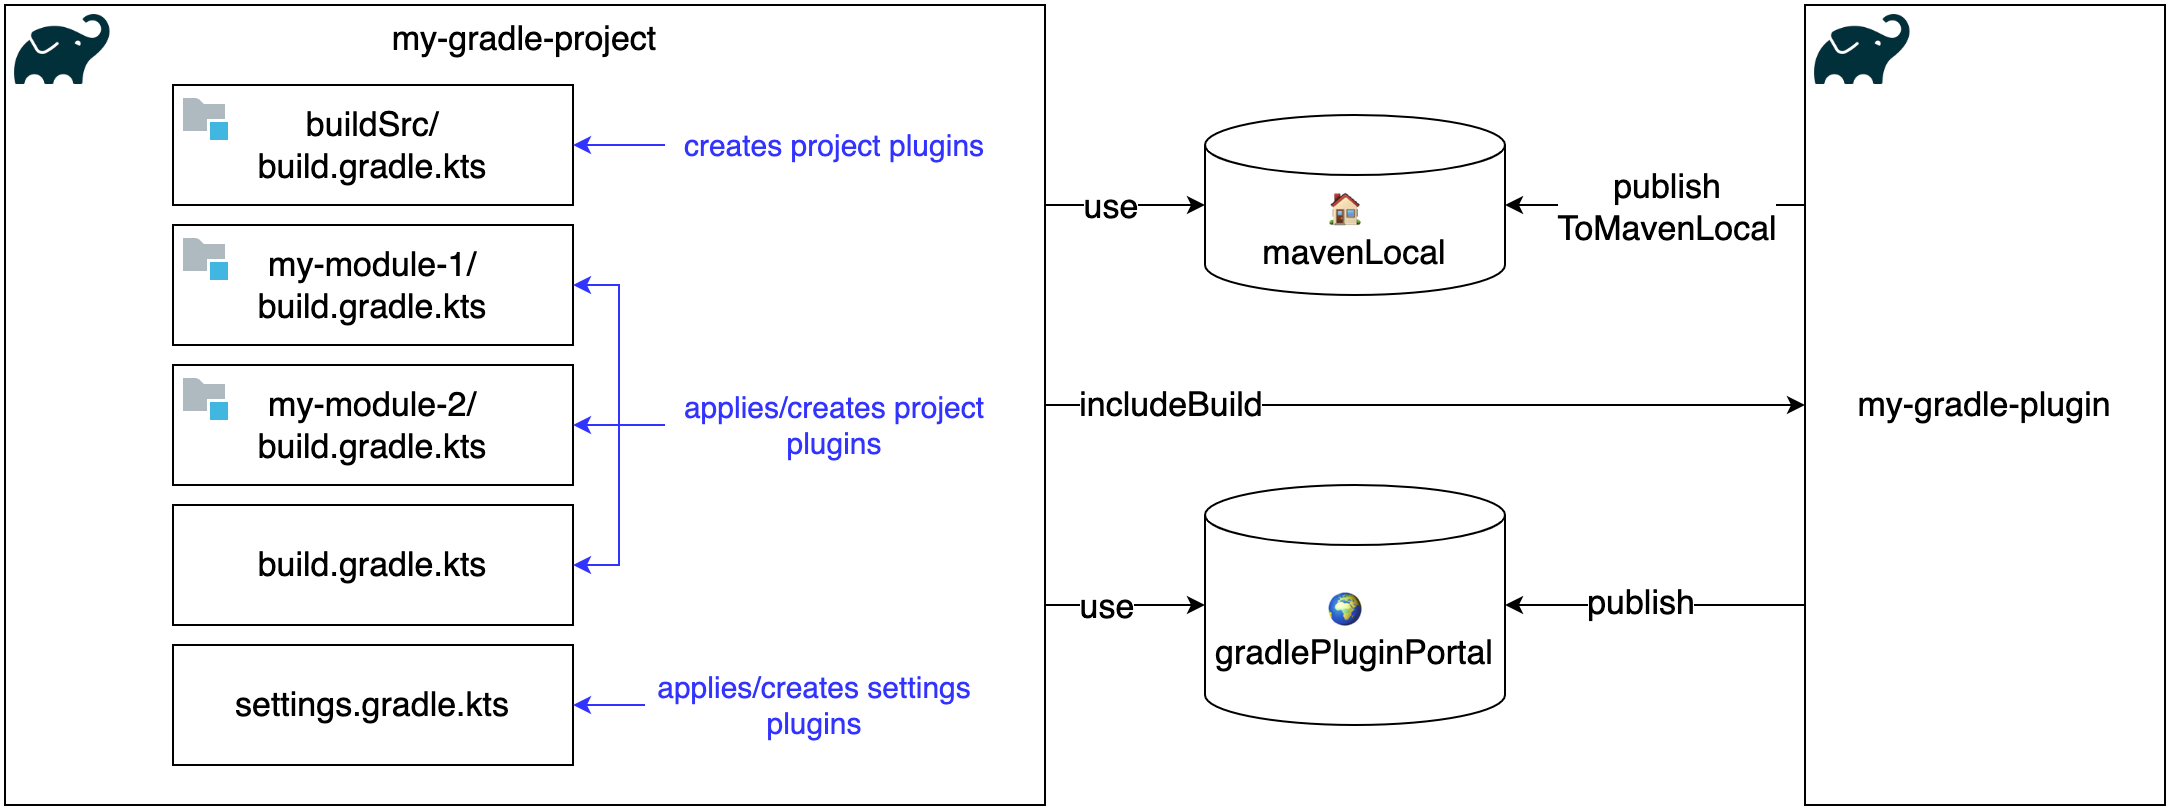 my-gradle-project
buildSrc/
build.gradle.kts
creates project plugins
my-module-1/
build.gradle.kts
my-module-2/
build.gradle.kts
applies/creates project
plugins
build.gradle.kts
settings.gradle.kts
applies/creates settings
plugins
use
mavenLocal
publish
ToMavenLocal
includeBuild
my-gradle-plugin
use
gradlePluginPortal
publish